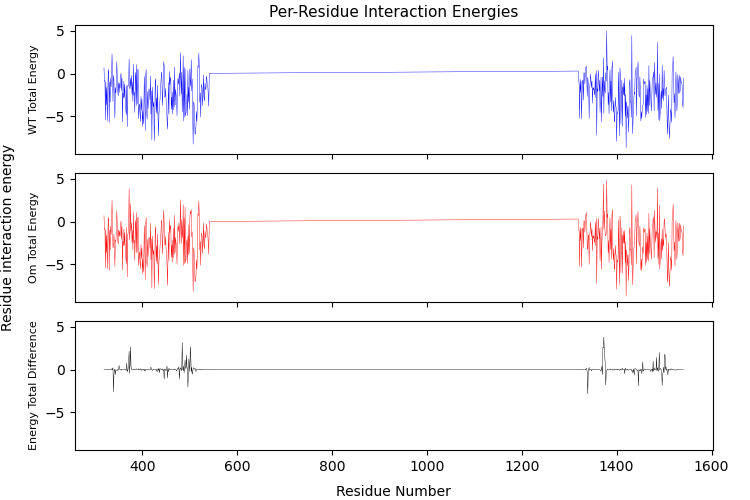 Per-Residue Interaction Energies
Residue interaction energy
WT Total Energy
5
0
−5
Om Total Energy
5
0
−5
Energy Total Difference
5
0
−5
400 600 800 1000 1200 1400 1600
Residue Number